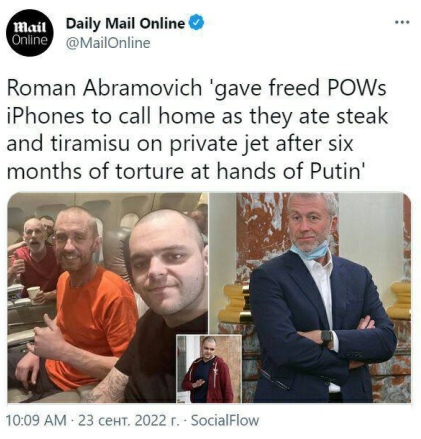 Mail
Online
Daily Mail Online
@MailOnline
Roman Abramovich 'gave freed POWs
iPhones to call home as they ate steak
and tiramisu on private jet after six
months of torture at hands of Putin'
10:09 AM · 23 сент. 2022 г. · SocialFlow